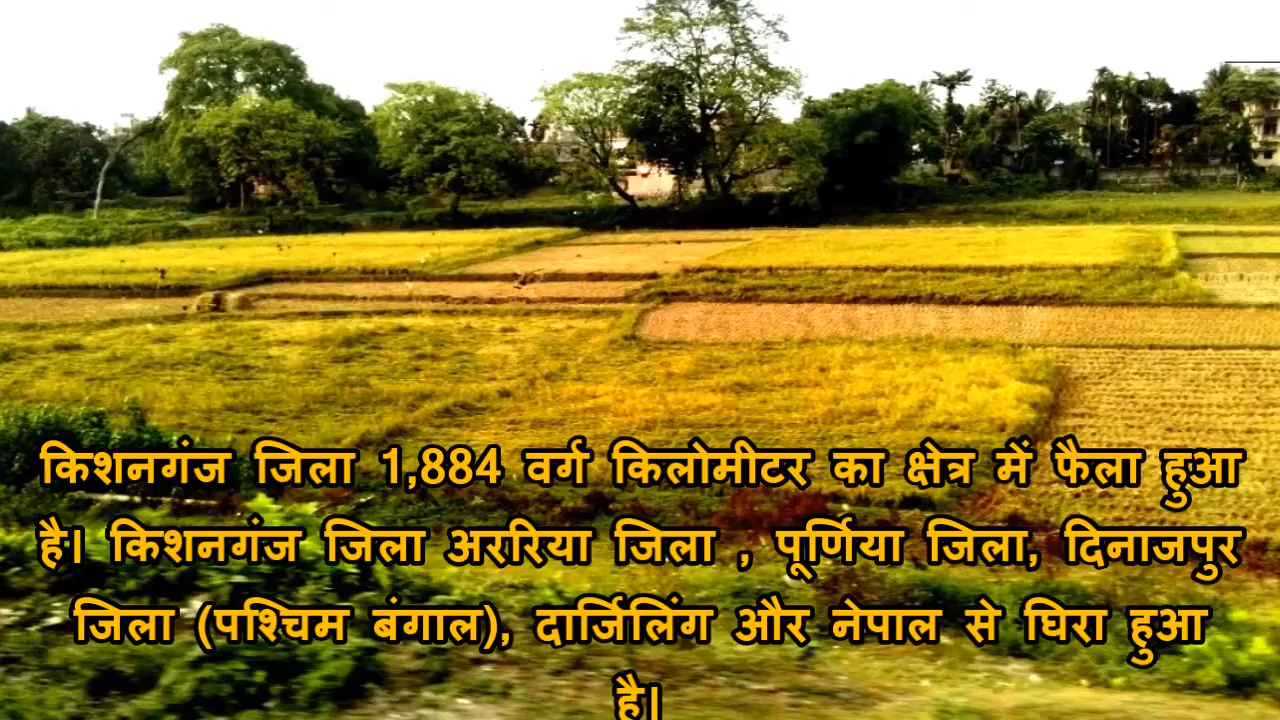 किशनगंज जिला 1,884 वर्ग किलोमीटर का क्षेत्र में फैला हुआ
है। किशनगंज जिला अररिया जिला , पूर्णिया जिला, दिनाजपुर
जिला (पश्चिम बंगाल), दार्जिलिंग और नेपाल से घिरा हुआ
है।